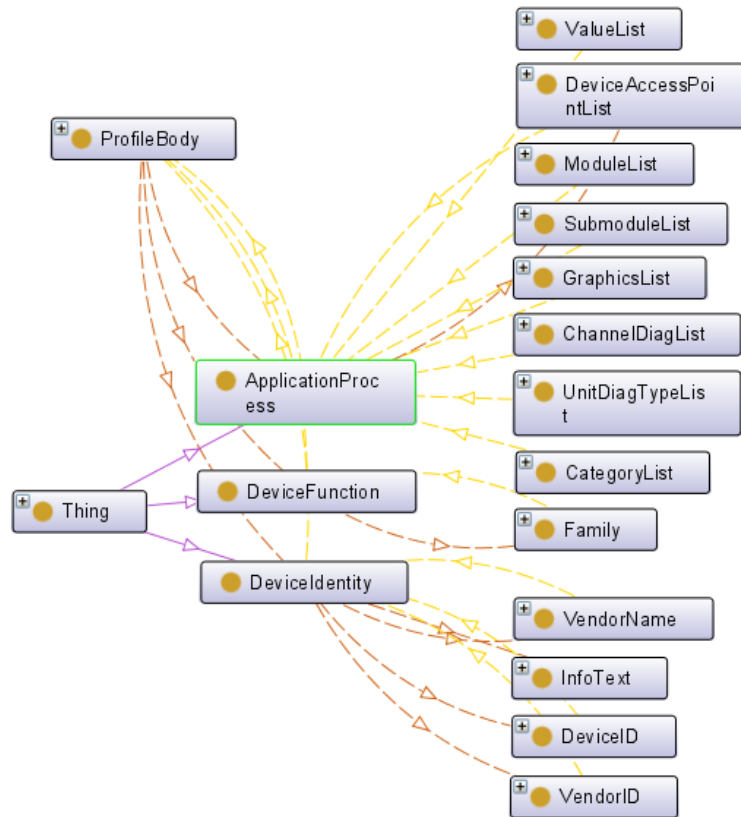 ValueList
DeviceAccessPoi
ntList
ProfileBody
ModuleList
SubmoduleList
GraphicsList
ChannelDiagList
ApplicationProc
ess
UnitDiagTypeLis
t
CategoryList
DeviceFunction
Thing
Family
DeviceIdentity
VendorName
InfoText
DeviceID
VendorID